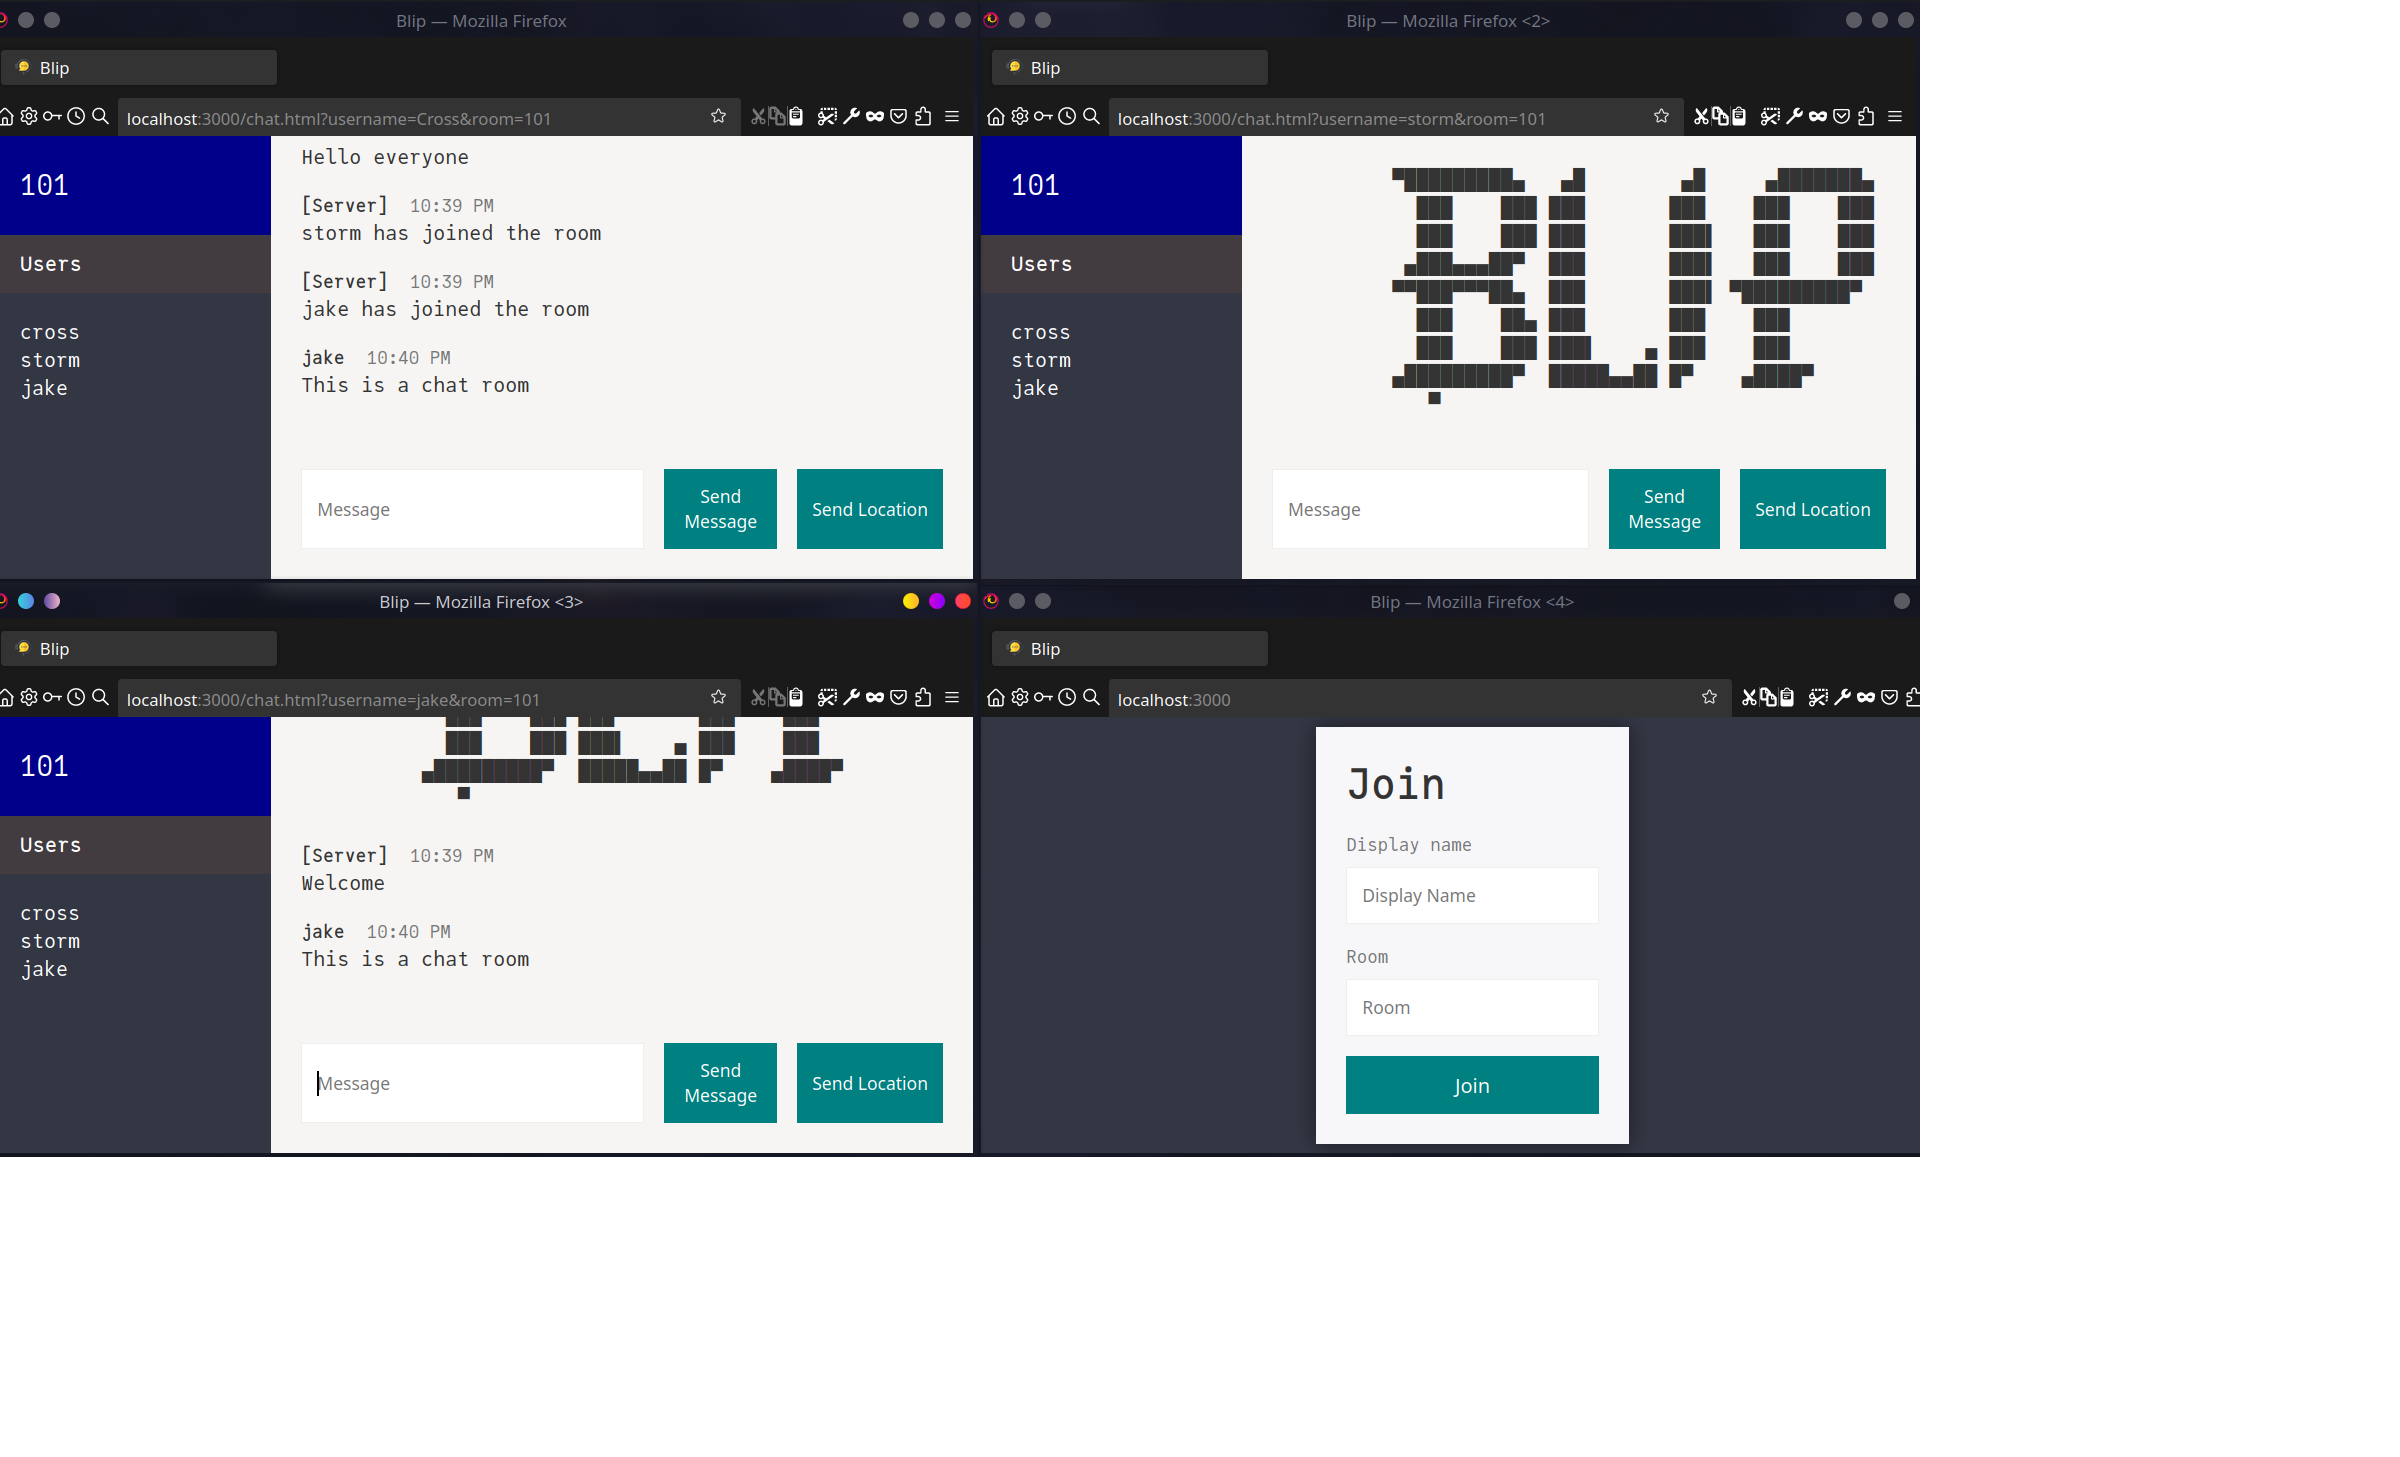 Blip — Mozilla Firefox
Blip
localhost:3000/chat.html?username=Cross&room=101
101
Users
cross
storm
jake
Hello everyone
[Server] 10:39 PM
storm has joined the room
[Server] 10:39 PM
jake has joined the room
jake 10:40 PM
This is a chat room
Message
Send
Message
Send Location
Blip — Mozilla Firefox <2>
Blip
localhost:3000/chat.html?username=storm&room=101
101
Users
cross
storm
jake
BLIP
Message
Send
Message
Send Location
Blip — Mozilla Firefox <3>
Blip
localhost:3000/chat.html?username=jake&room=101
101
Users
cross
storm
jake
[Server] 10:39 PM
Welcome
jake 10:40 PM
This is a chat room
Message
Send
Message
Send Location
Blip — Mozilla Firefox <4>
Blip
localhost:3000
Join
Display name
Display Name
Room
Room
Join